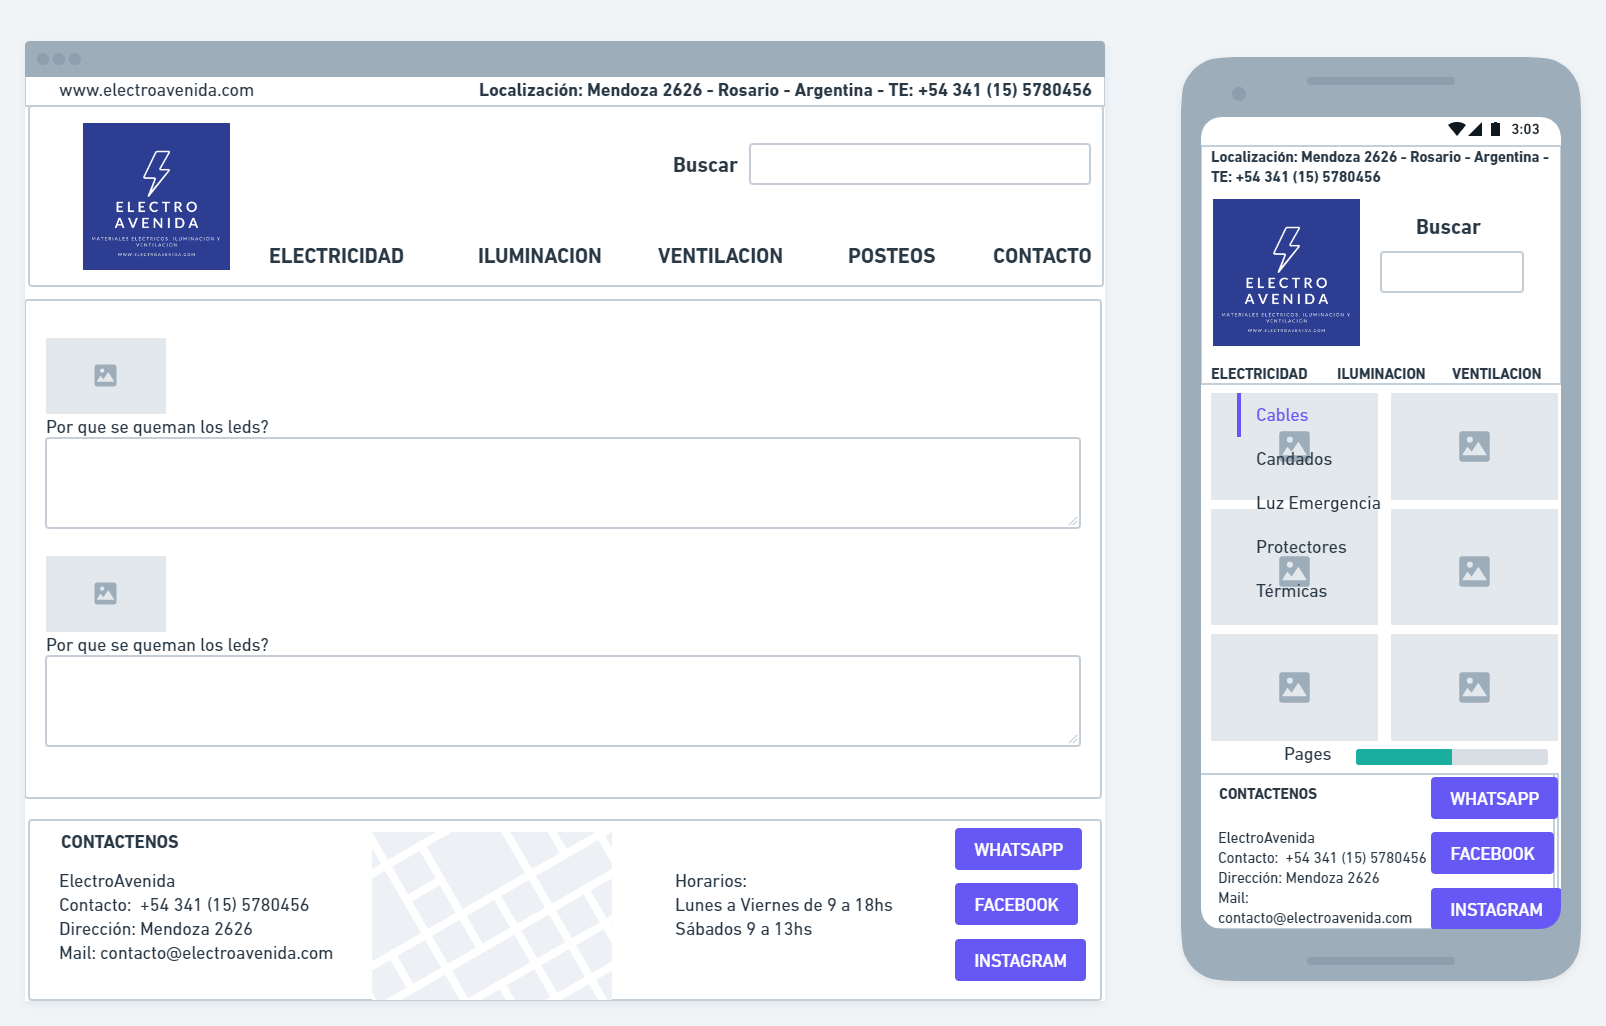 www.electroavenida.com
Localización: Mendoza 2626 - Rosario - Argentina - TE: +54 341 (15) 5780456
ELECTRO
AVENIDA
MATERIALES ELÉCTRICOS, ILUMINACIÓN Y
VENTILACIÓN
WWW.ELECTROAVENIDA.COM
Buscar
ELECTRICIDAD ILUMINACION VENTILACION POSTEOS CONTACTO
Por que se queman los leds?
Por que se queman los leds?
CONTACTENOS
ElectroAvenida
Contacto: +54 341 (15) 5780456
Dirección: Mendoza 2626
Mail: contacto@electroavenida.com
Horarios:
Lunes a Viernes de 9 a 18hs
Sábados 9 a 13hs
WHATSAPP
FACEBOOK
INSTAGRAM
3:03
Localización: Mendoza 2626 - Rosario - Argentina -
TE: +54 341 (15) 5780456
ELECTRO
AVENIDA
MATERIALES ELÉCTRICOS, ILUMINACIÓN Y
VENTILACIÓN
WWW.ELECTROAVENIDA.COM
Buscar
ELECTRICIDAD ILUMINACION VENTILACION
Cables
Candados
Luz Emergencia
Protectores
Térmicas
Pages
CONTACTENOS
ElectroAvenida
Contacto: +54 341 (15) 5780456
Dirección: Mendoza 2626
Mail:
contacto@electroavenida.com
WHATSAPP
FACEBOOK
INSTAGRAM